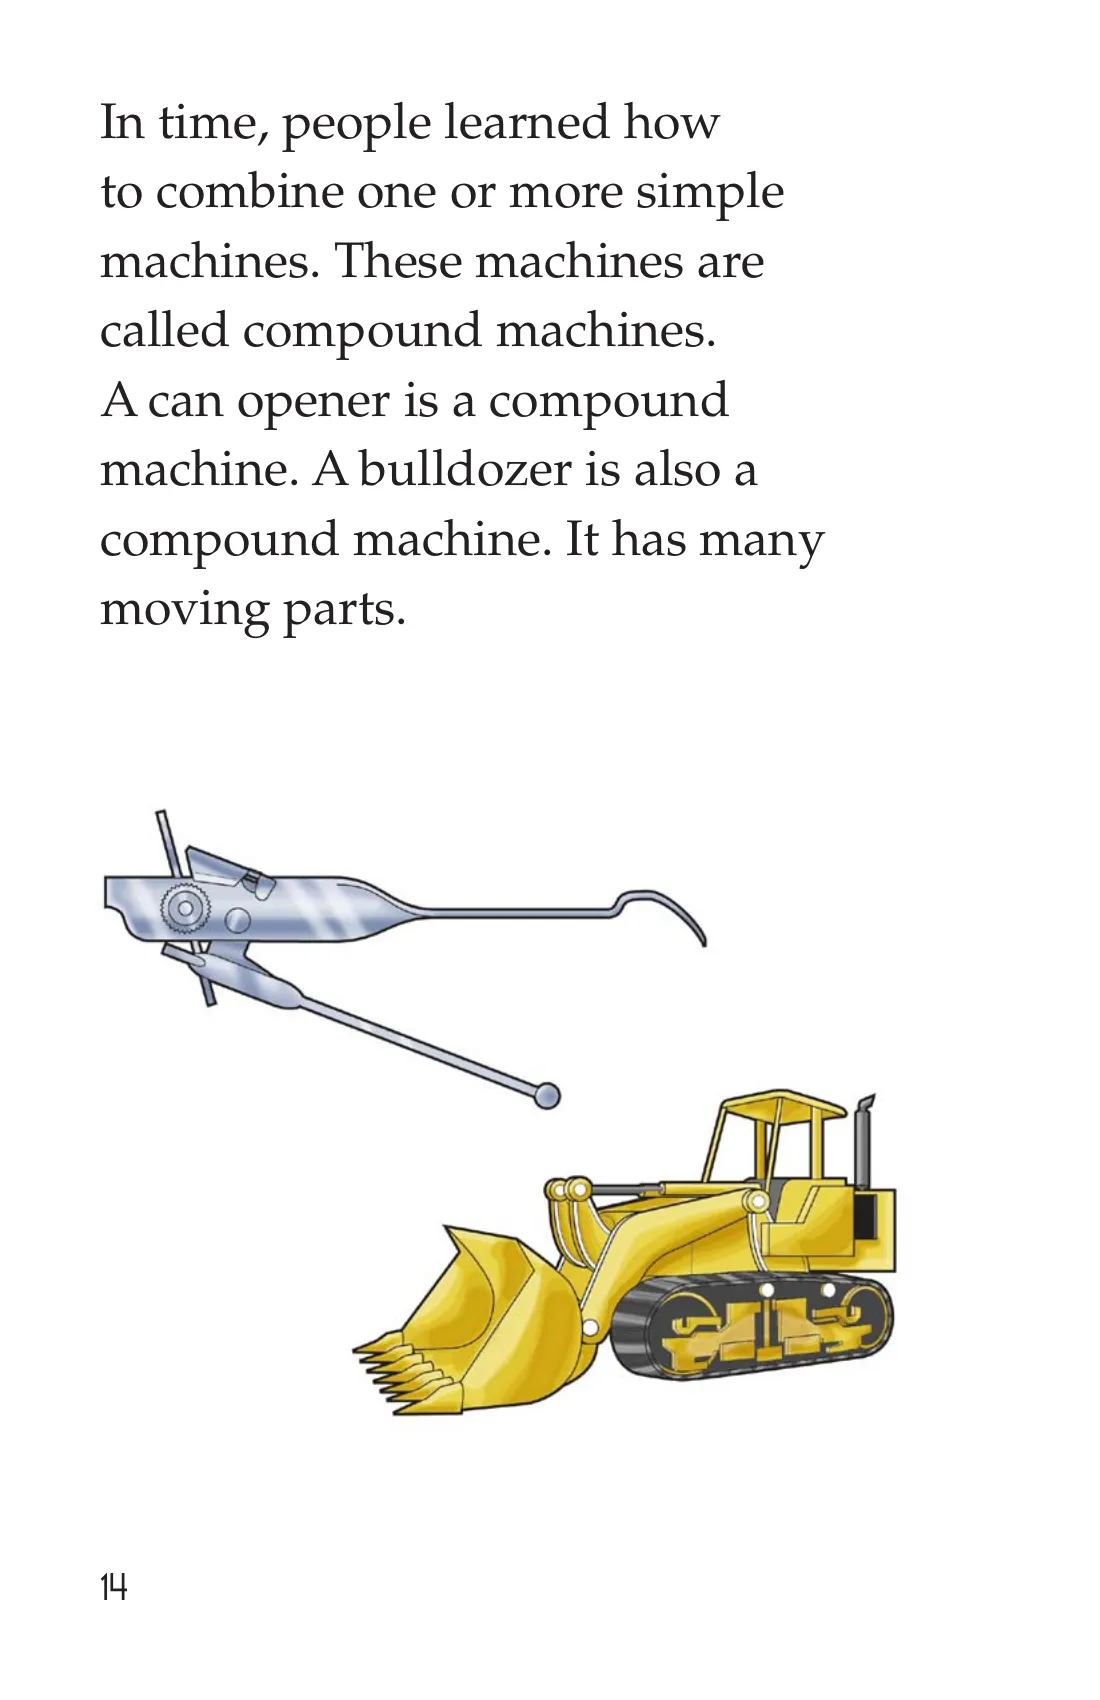 In time, people learned how
to combine one or more simple
machines. These machines are
called compound machines.
A can opener is a compound
machine. A bulldozer is also a
compound machine. It has many
moving parts.
14